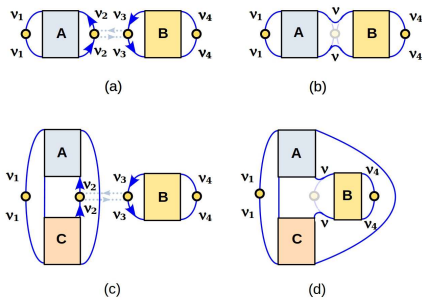 ν₁ ν₂ ν₃ ν₄
A B
ν₁ ν₂ ν₃ ν₄
(a)
ν₁ ν ν₄
A B
ν₁ ν ν₄
(b)
A
ν₁ ν₂ ν₃ ν₄
B
ν₁ ν₂ ν₃ ν₄
C
(c)
A
ν₁ ν ν₄
B
ν₁ ν ν₄
C
(d)